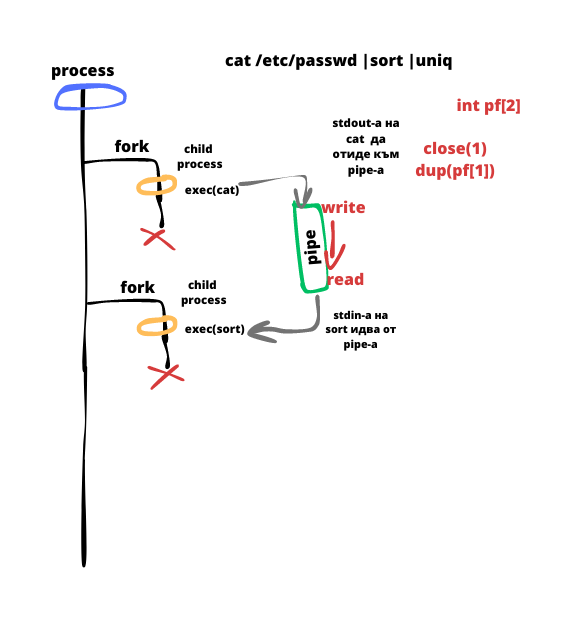 cat /etc/passwd |sort |uniq
process
int pf[2]
stdout-a на
cat да
отиде към
pipe-a
close(1)
dup(pf[1])
fork
child
process
exec(cat)
write
pipe
read
fork
child
process
exec(sort)
stdin-a на
sort идва от
pipe-a